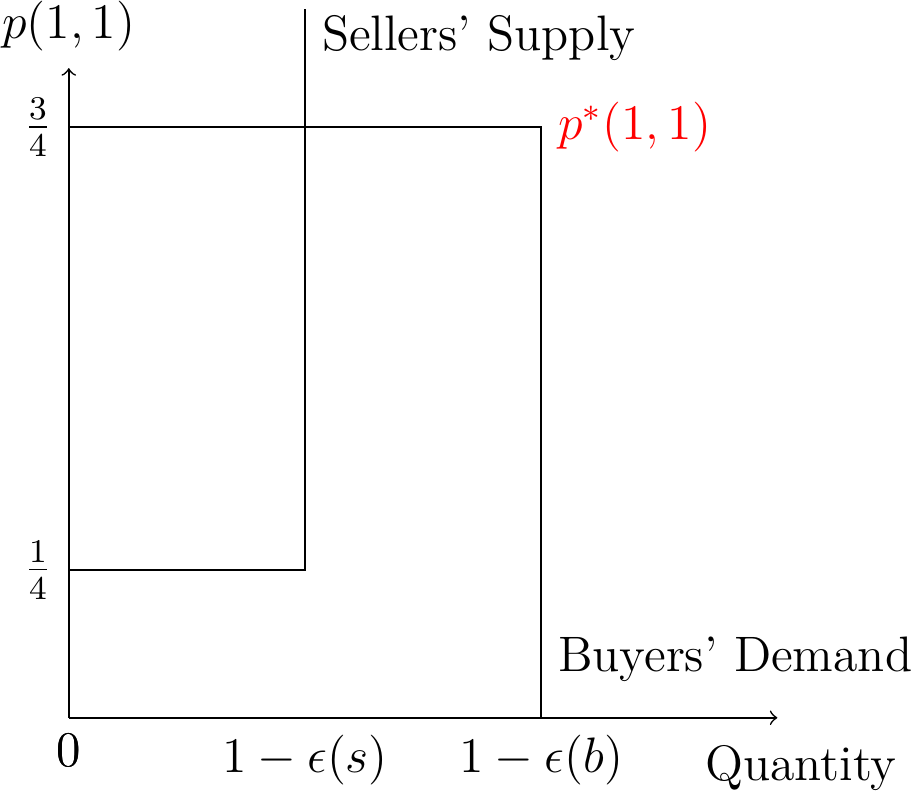 p(1, 1)
Sellers' Supply
3/4
p*(1, 1)
1/4
Buyers' Demand
0
1 − ϵ(s)
1 − ϵ(b)
Quantity